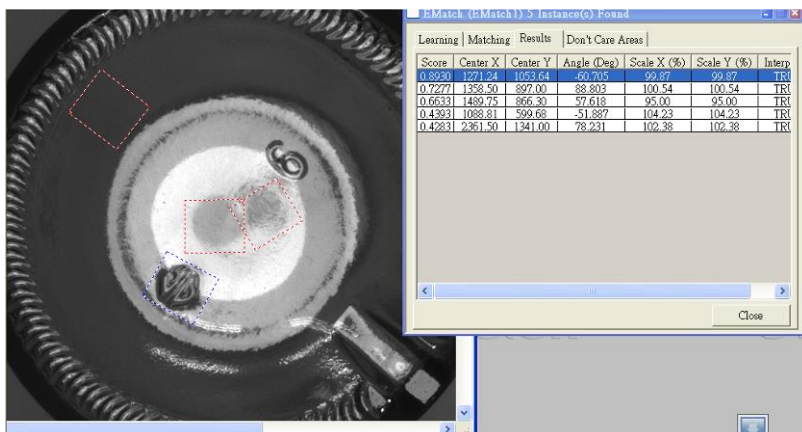 EMatch (EMatch1) 5 Instance(s) Found
Learning Matching Results Don't Care Areas
Score Center X Center Y Angle (Deg) Scale X (%) Scale Y (%) Interp
0.8930 1271.24 1053.64 -60.705 99.87 99.87 TRU
0.7277 1358.50 897.00 88.803 100.54 100.54 TRU
0.6633 1489.75 866.30 57.618 95.00 95.00 TRU
0.4393 1088.81 599.68 -51.887 104.23 104.23 TRU
0.4283 2361.50 1341.00 78.231 102.38 102.38 TRU
Close